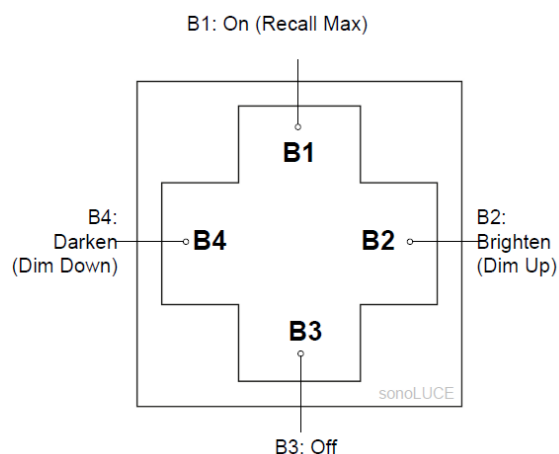 B1: On (Recall Max)
B1
B4:
Darken
(Dim Down)
B4
B2
B2:
Brighten
(Dim Up)
B3
sonoLUCE
B3: Off